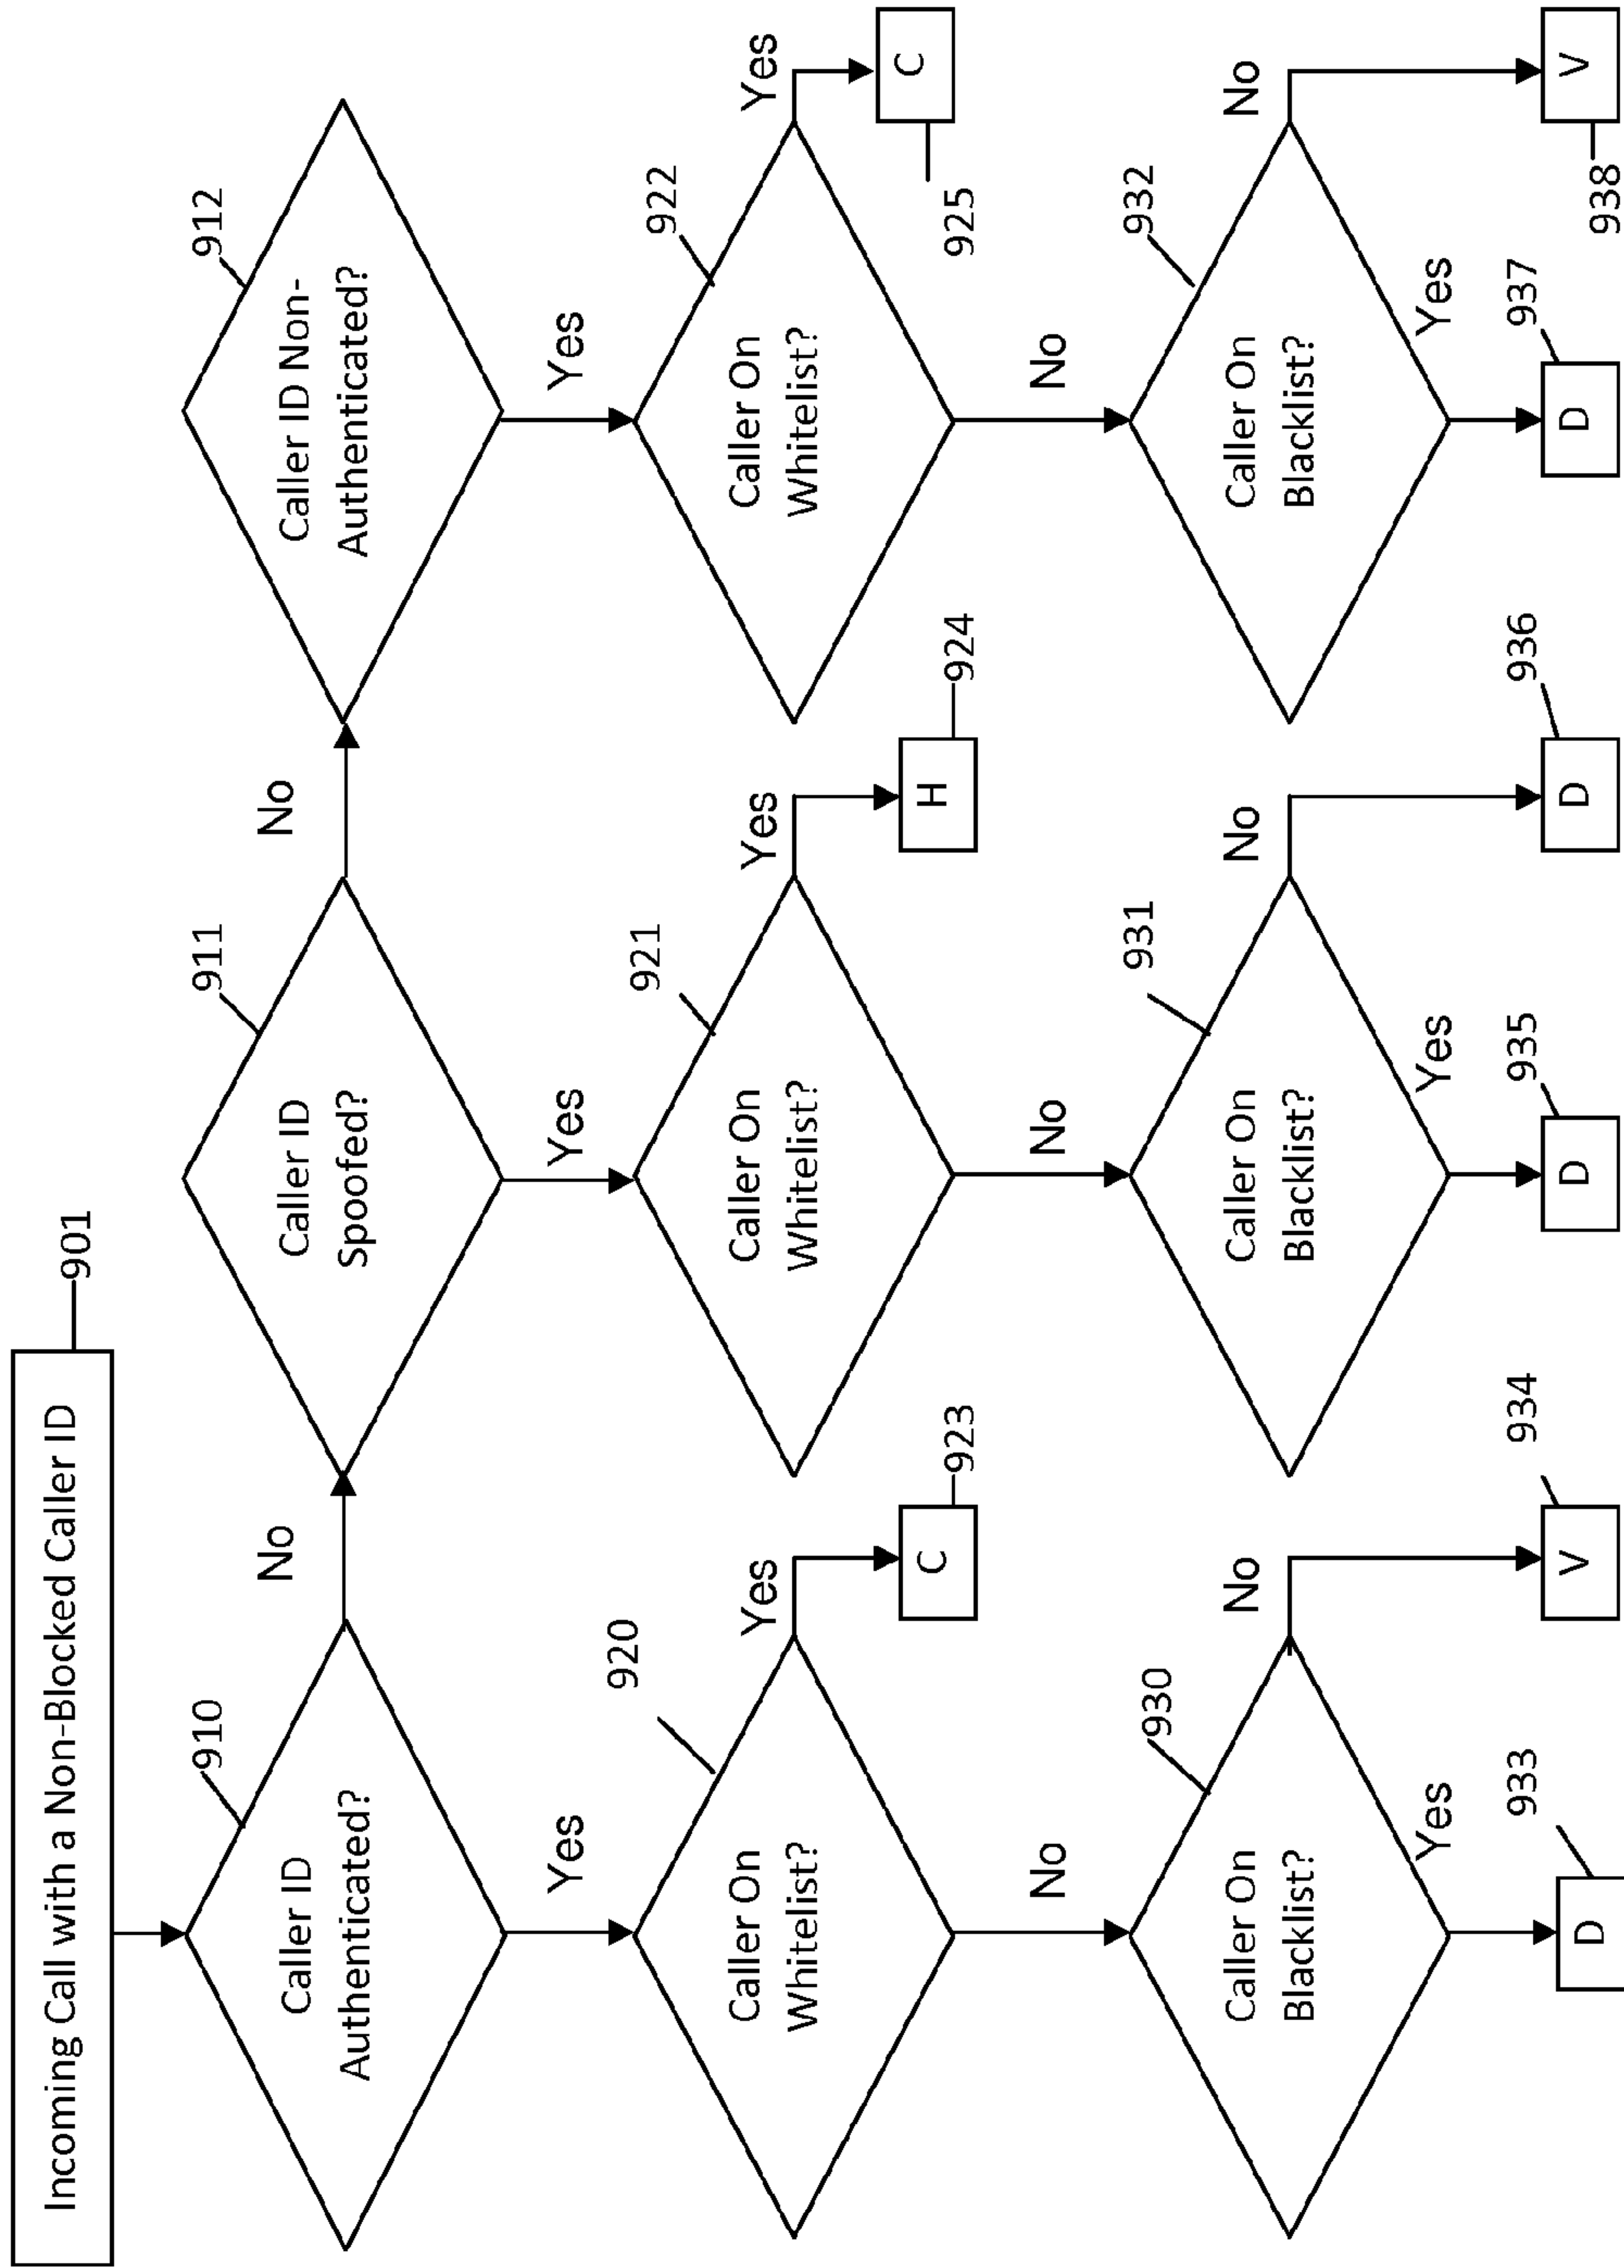 Incoming Call with a Non-Blocked Caller ID
901
Caller ID
Authenticated?
910
No
Caller ID
Spoofed?
911
No
Caller ID Non-
Authenticated?
912
Yes
Yes
Yes
Caller On
Whitelist?
920
Yes
C
923
Caller On
Whitelist?
921
Yes
H
924
Caller On
Whitelist?
922
Yes
C
925
No
No
No
Caller On
Blacklist?
930
No
Yes
Caller On
Blacklist?
931
No
Yes
Caller On
Blacklist?
932
No
Yes
D
933
V
934
D
935
D
936
D
937
V
938